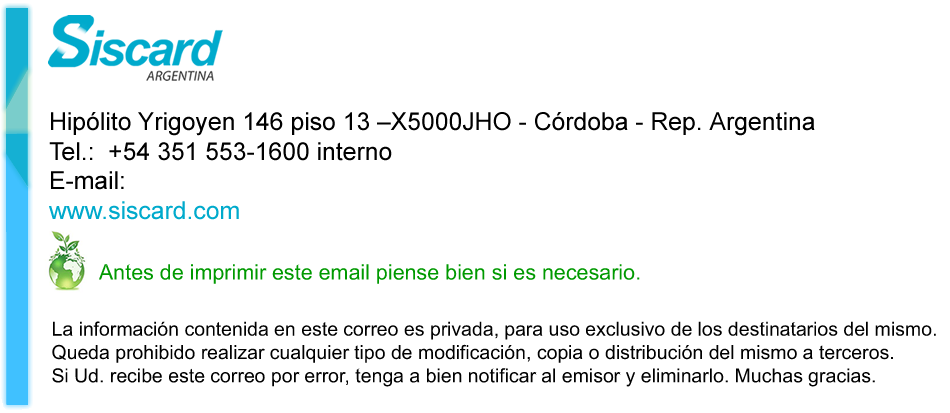 Siscard
ARGENTINA
Hipólito Yrigoyen 146 piso 13 –X5000JHO - Córdoba - Rep. Argentina
Tel.:  +54 351 553-1600 interno
E-mail:
www.siscard.com
Antes de imprimir este email piense bien si es necesario.
La información contenida en este correo es privada, para uso exclusivo de los destinatarios del mismo.
Queda prohibido realizar cualquier tipo de modificación, copia o distribución del mismo a terceros.
Si Ud. recibe este correo por error, tenga a bien notificar al emisor y eliminarlo. Muchas gracias.